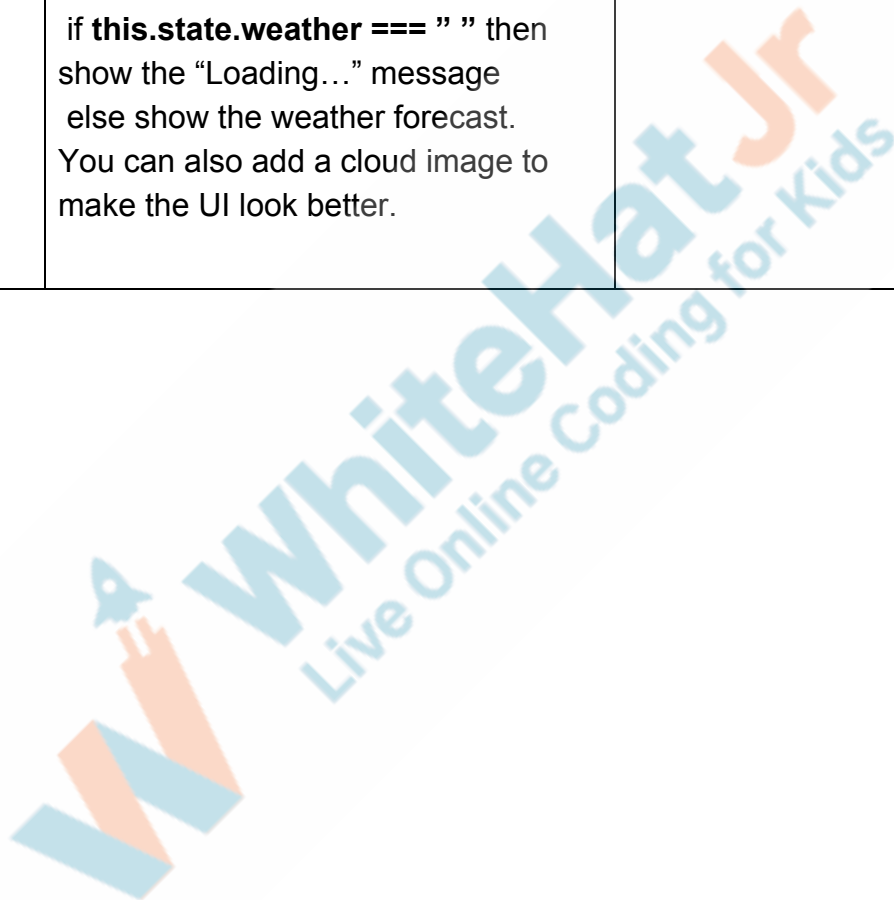 if this.state.weather === ” ” then
show the “Loading…” message
else show the weather forecast.
You can also add a cloud image to
make the UI look better.
WhiteHat Jr
Live Online Coding for Kids